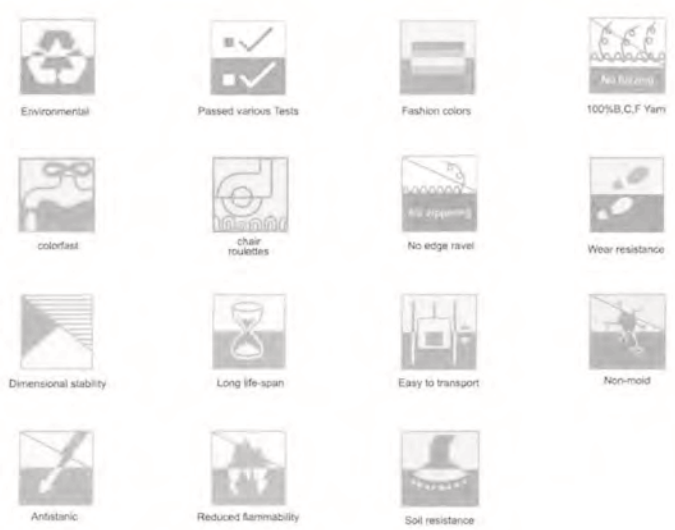 Environmental
Passed various Tests
Fashion colors
No fuzzing
100%B,C,F Yarn
colorfast
chair
roulettes
No zippering
No edge ravel
Wear resistance
Dimensional stability
Long life-span
Easy to transport
Non-mold
Antistanic
Reduced flammability
Soil resistance